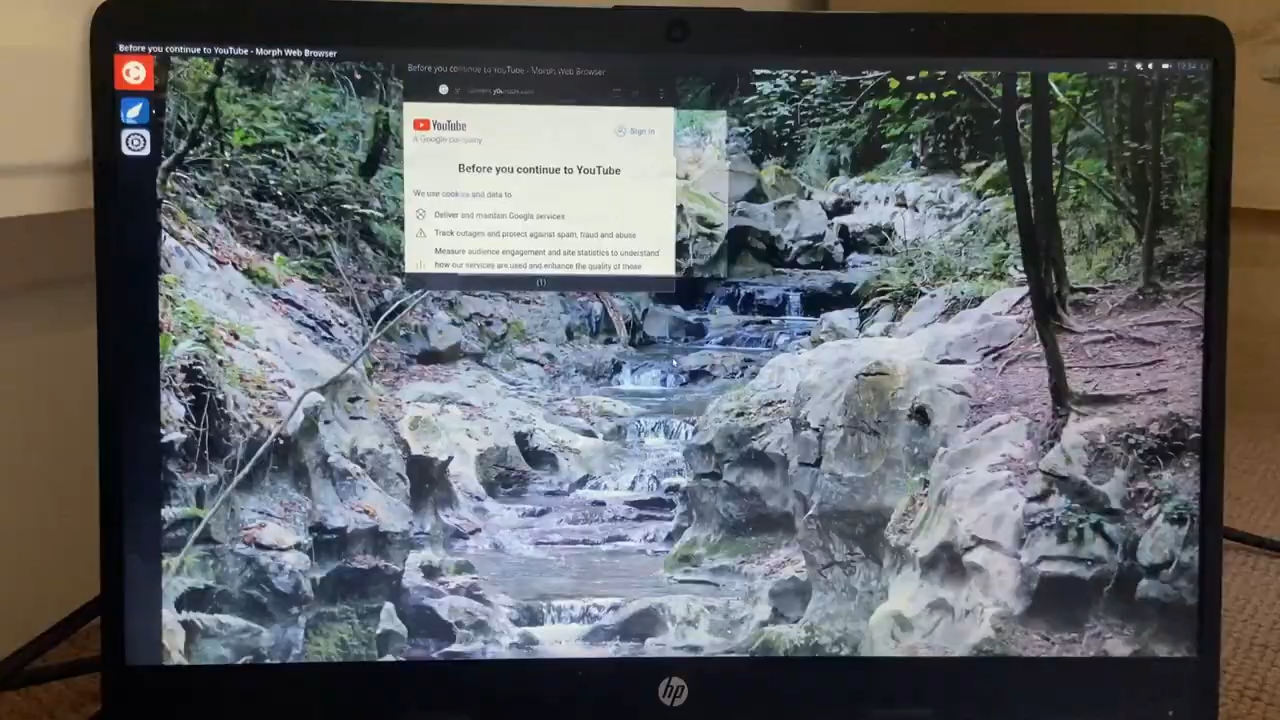 Before you continue to YouTube - Morph Web Browser
12:34
Before you continue to YouTube - Morph Web Browser
YouTube
A Google company
Sign in
Before you continue to YouTube
We use cookies and data to
Deliver and maintain Google services
Track outages and protect against spam, fraud and abuse
Measure audience engagement and site statistics to understand
how our services are used and enhance the quality of those
(1)
hp